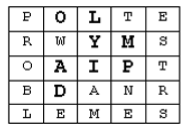 P O L T E
R W Y M S
O A I P T
B D A N R
L E M E S